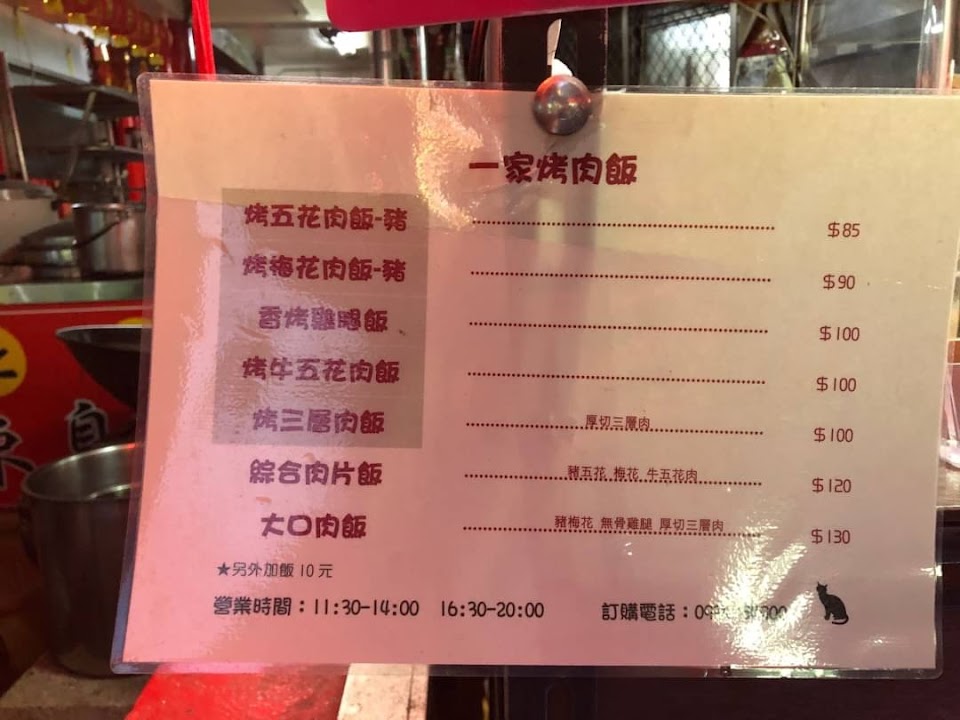 一家烤肉飯
烤五花肉飯-豬 $85
烤梅花肉飯-豬 $90
香烤雞腿飯 $100
烤牛五花肉飯 $100
烤三層肉飯 厚切三層肉 $100
綜合肉片飯 豬五花 梅花 牛五花肉 $120
大口肉飯 豬梅花 無骨雞腿 厚切三層肉 $130
★另外加飯10元
營業時間：11:30-14:00 16:30-20:00 訂購電話：